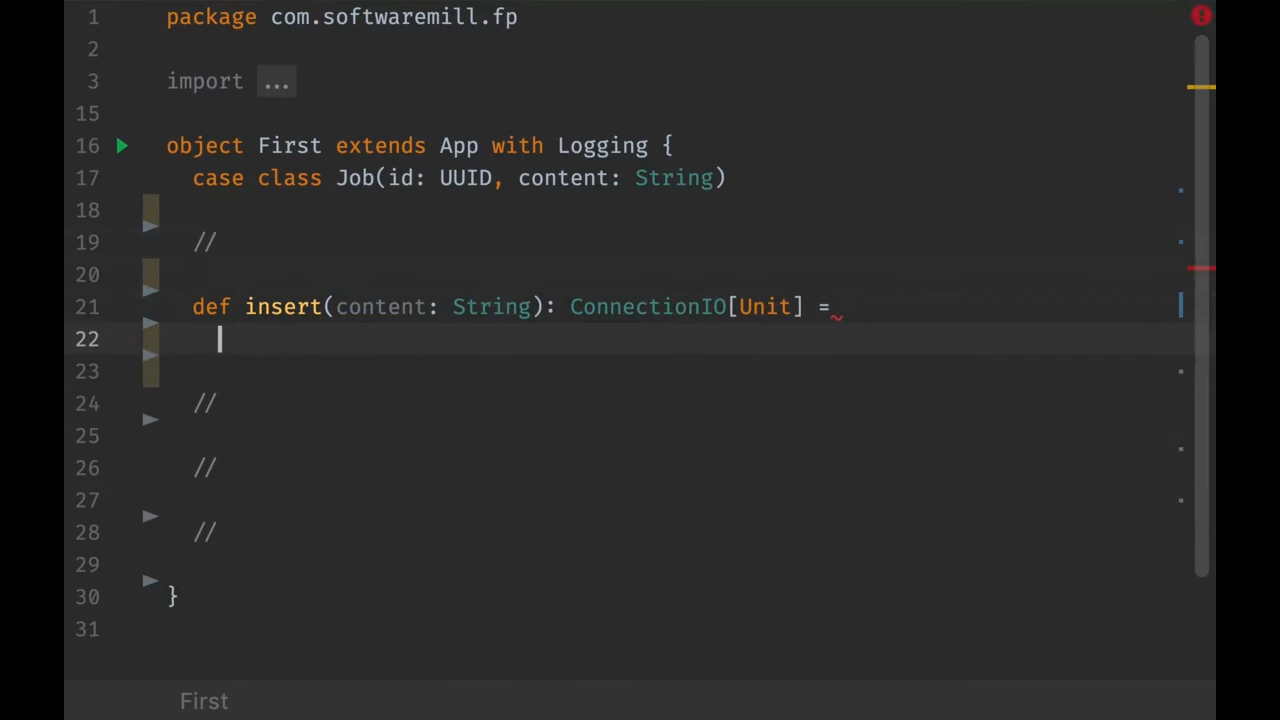 1 package com.softwaremill.fp
2
3 import ...
15
16 object First extends App with Logging {
17 case class Job(id: UUID, content: String)
18
19 //
20
21 def insert(content: String): ConnectionIO[Unit] =
22
23
24 //
25
26 //
27
28 //
29
30 }
31
First